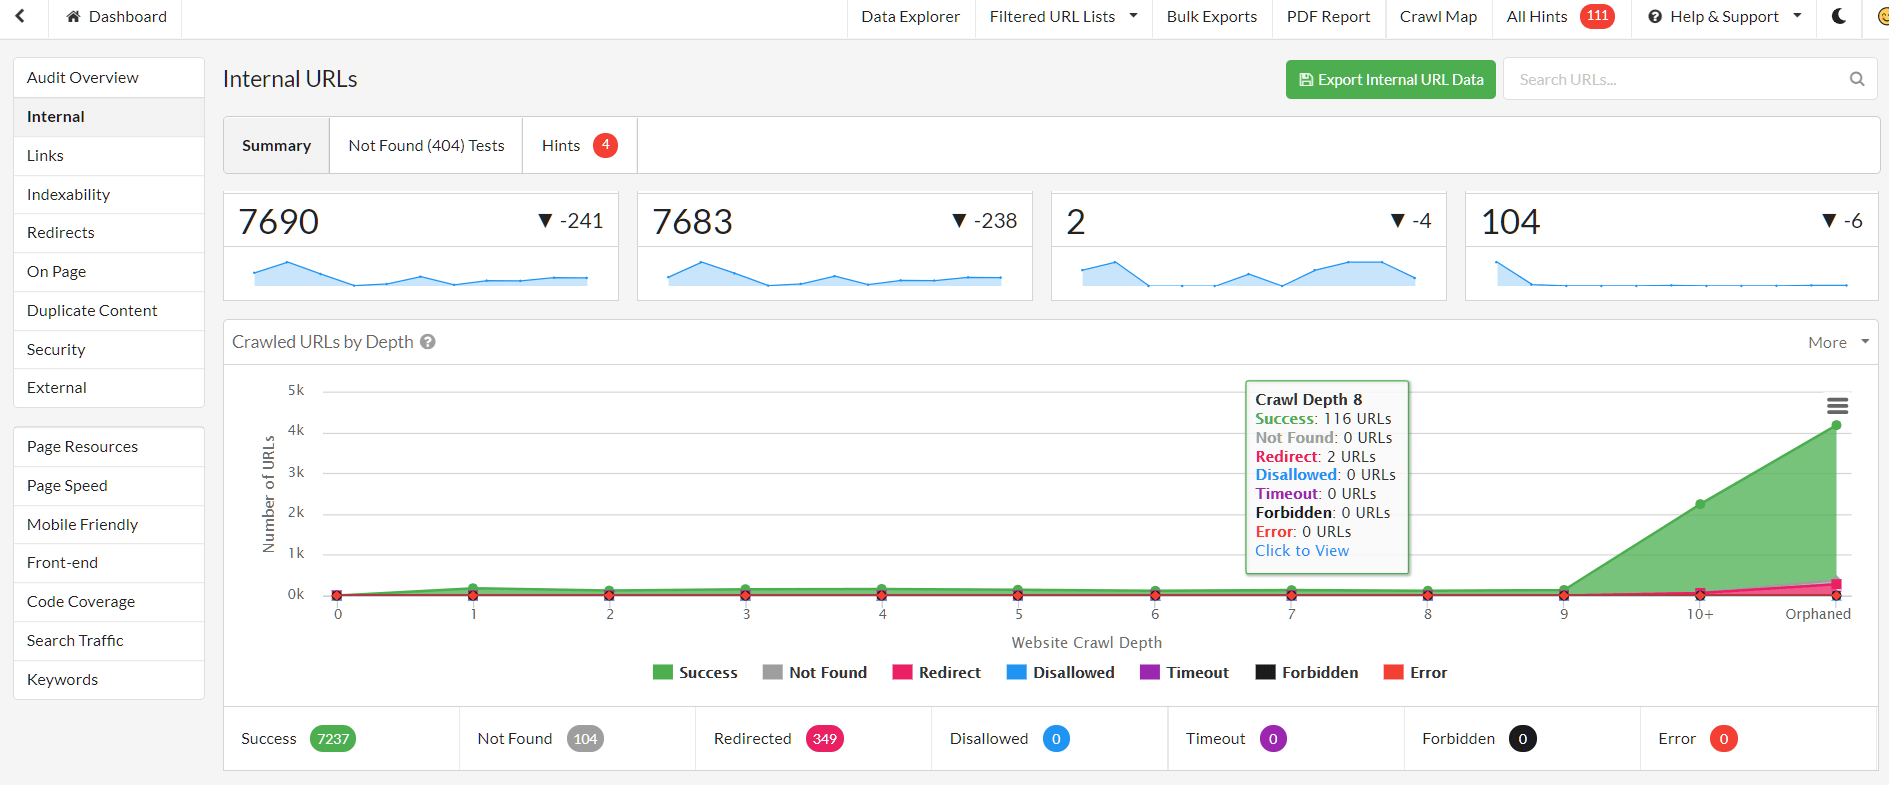 Dashboard
Data Explorer
Filtered URL Lists
Bulk Exports
PDF Report
Crawl Map
All Hints 111
Help & Support
Audit Overview
Internal
Links
Indexability
Redirects
On Page
Duplicate Content
Security
External
Page Resources
Page Speed
Mobile Friendly
Front-end
Code Coverage
Search Traffic
Keywords
Internal URLs
Export Internal URL Data
Search URLs...
Summary
Not Found (404) Tests
Hints 4
7690 ▼ -241
7683 ▼ -238
2 ▼ -4
104 ▼ -6
Crawled URLs by Depth
More
Number of URLs
5k
4k
3k
2k
1k
0k
Crawl Depth 8
Success: 116 URLs
Not Found: 0 URLs
Redirect: 2 URLs
Disallowed: 0 URLs
Timeout: 0 URLs
Forbidden: 0 URLs
Error: 0 URLs
Click to View
0 1 2 3 4 5 6 7 8 9 10+ Orphaned
Website Crawl Depth
Success Not Found Redirect Disallowed Timeout Forbidden Error
Success 7237
Not Found 104
Redirected 349
Disallowed 0
Timeout 0
Forbidden 0
Error 0